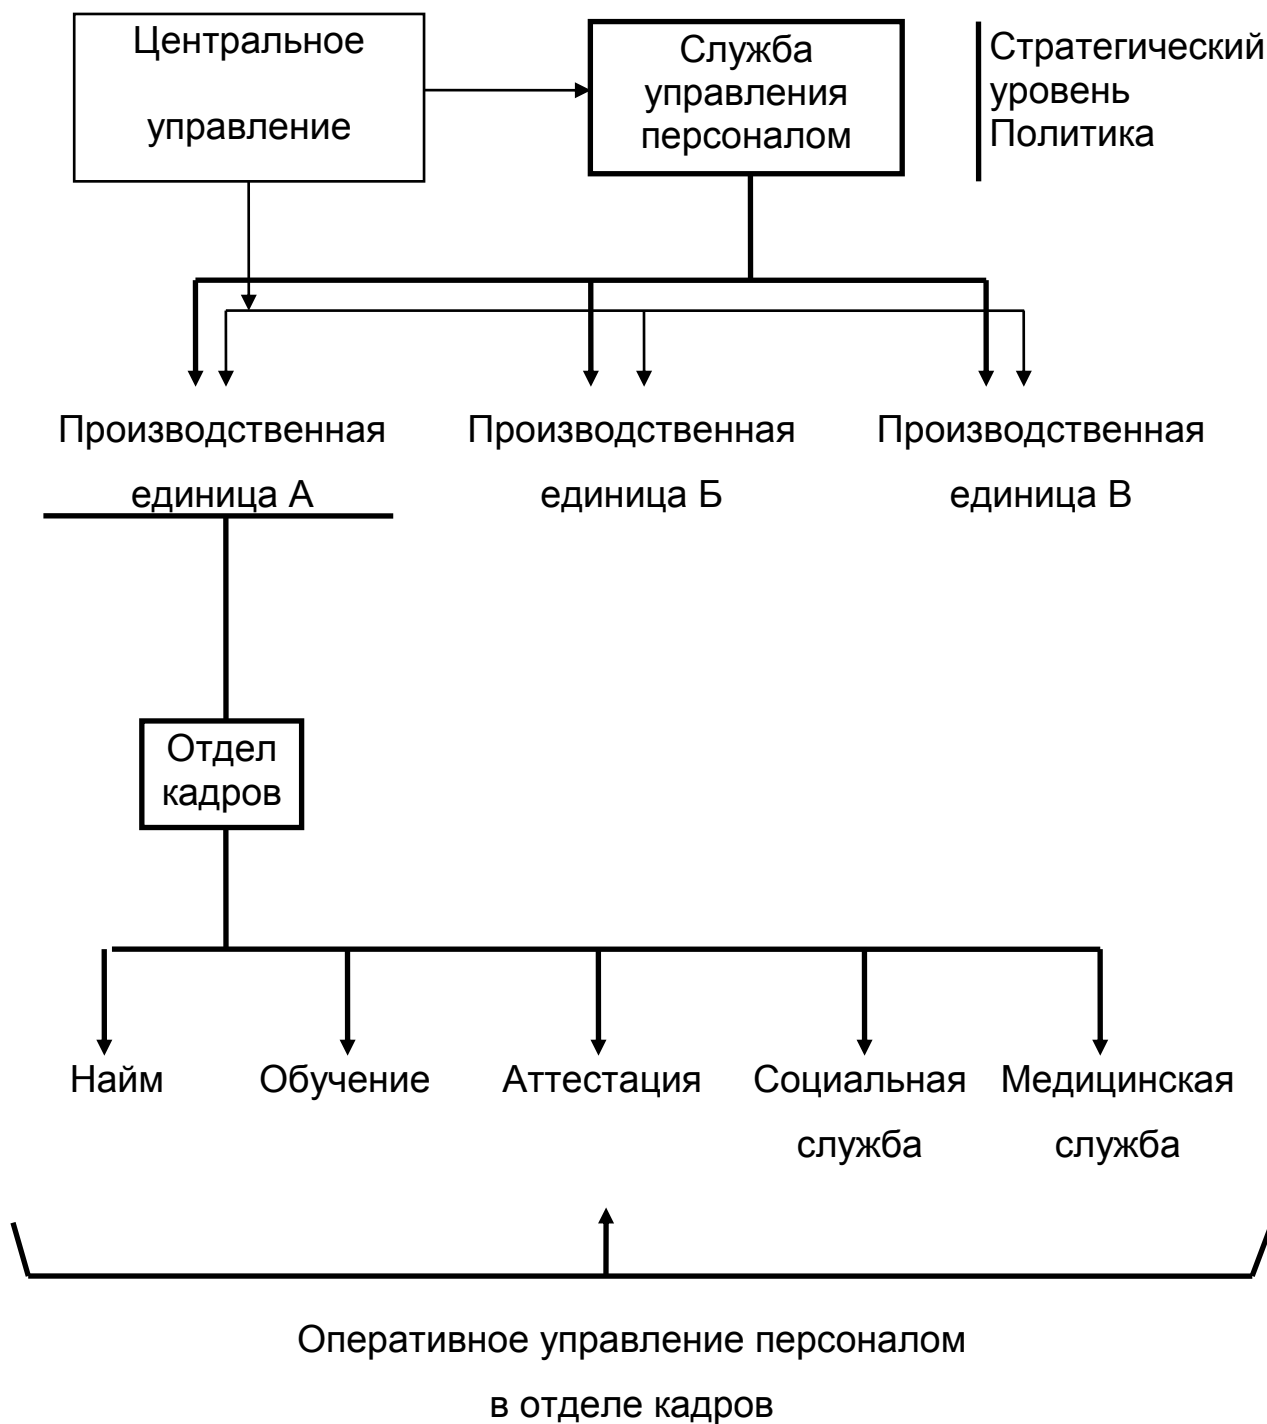 Центральное
управление
Служба
управления
персоналом
Стратегический
уровень
Политика
Производственная
единица А
Производственная
единица Б
Производственная
единица В
Отдел
кадров
Найм
Обучение
Аттестация
Социальная
служба
Медицинская
служба
Оперативное управление персоналом
в отделе кадров